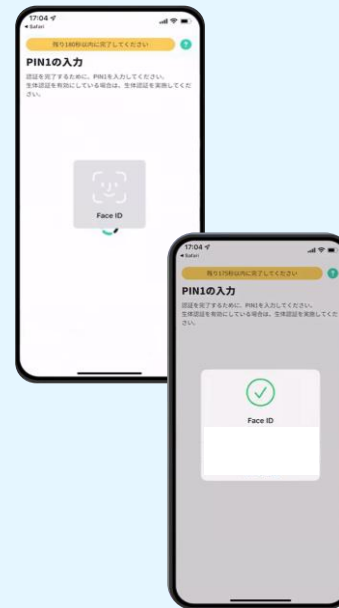 17:04
Safari
残り180秒以内に完了してください
?
PIN1の入力
認証を完了するために、PIN1を入力してください。
生体認証を有効にしている場合は、生体認証を実施してくだ
さい。
Face ID
17:04
Safari
残り175秒以内に完了してください
?
PIN1の入力
認証を完了するために、PIN1を入力してください。
生体認証を有効にしている場合は、生体認証を実施してくだ
さい。
Face ID